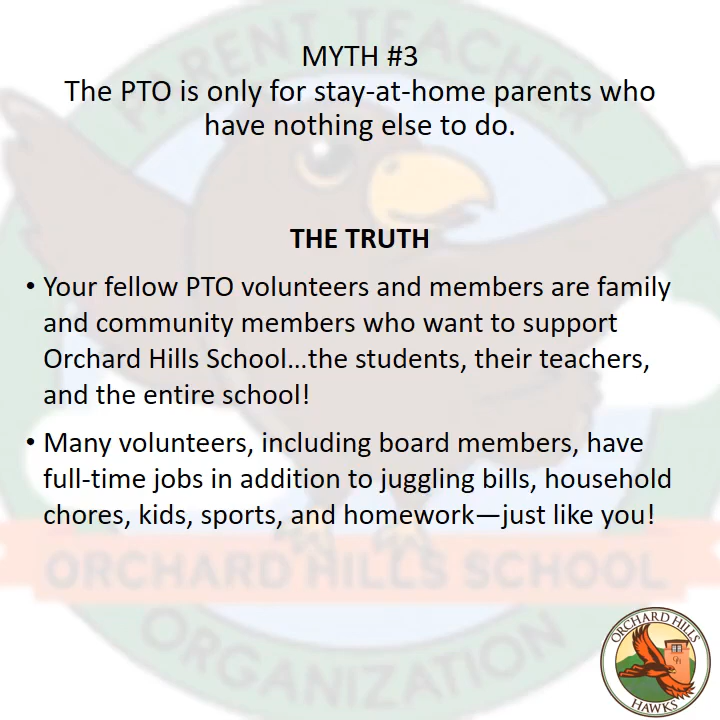 MYTH #3
The PTO is only for stay-at-home parents who
have nothing else to do.
THE TRUTH
• Your fellow PTO volunteers and members are family
and community members who want to support
Orchard Hills School…the students, their teachers,
and the entire school!
• Many volunteers, including board members, have
full-time jobs in addition to juggling bills, household
chores, kids, sports, and homework—just like you!
PARENT TEACHER
ORCHARD HILLS SCHOOL
ORGANIZATION
ORCHARD HILLS
HAWKS